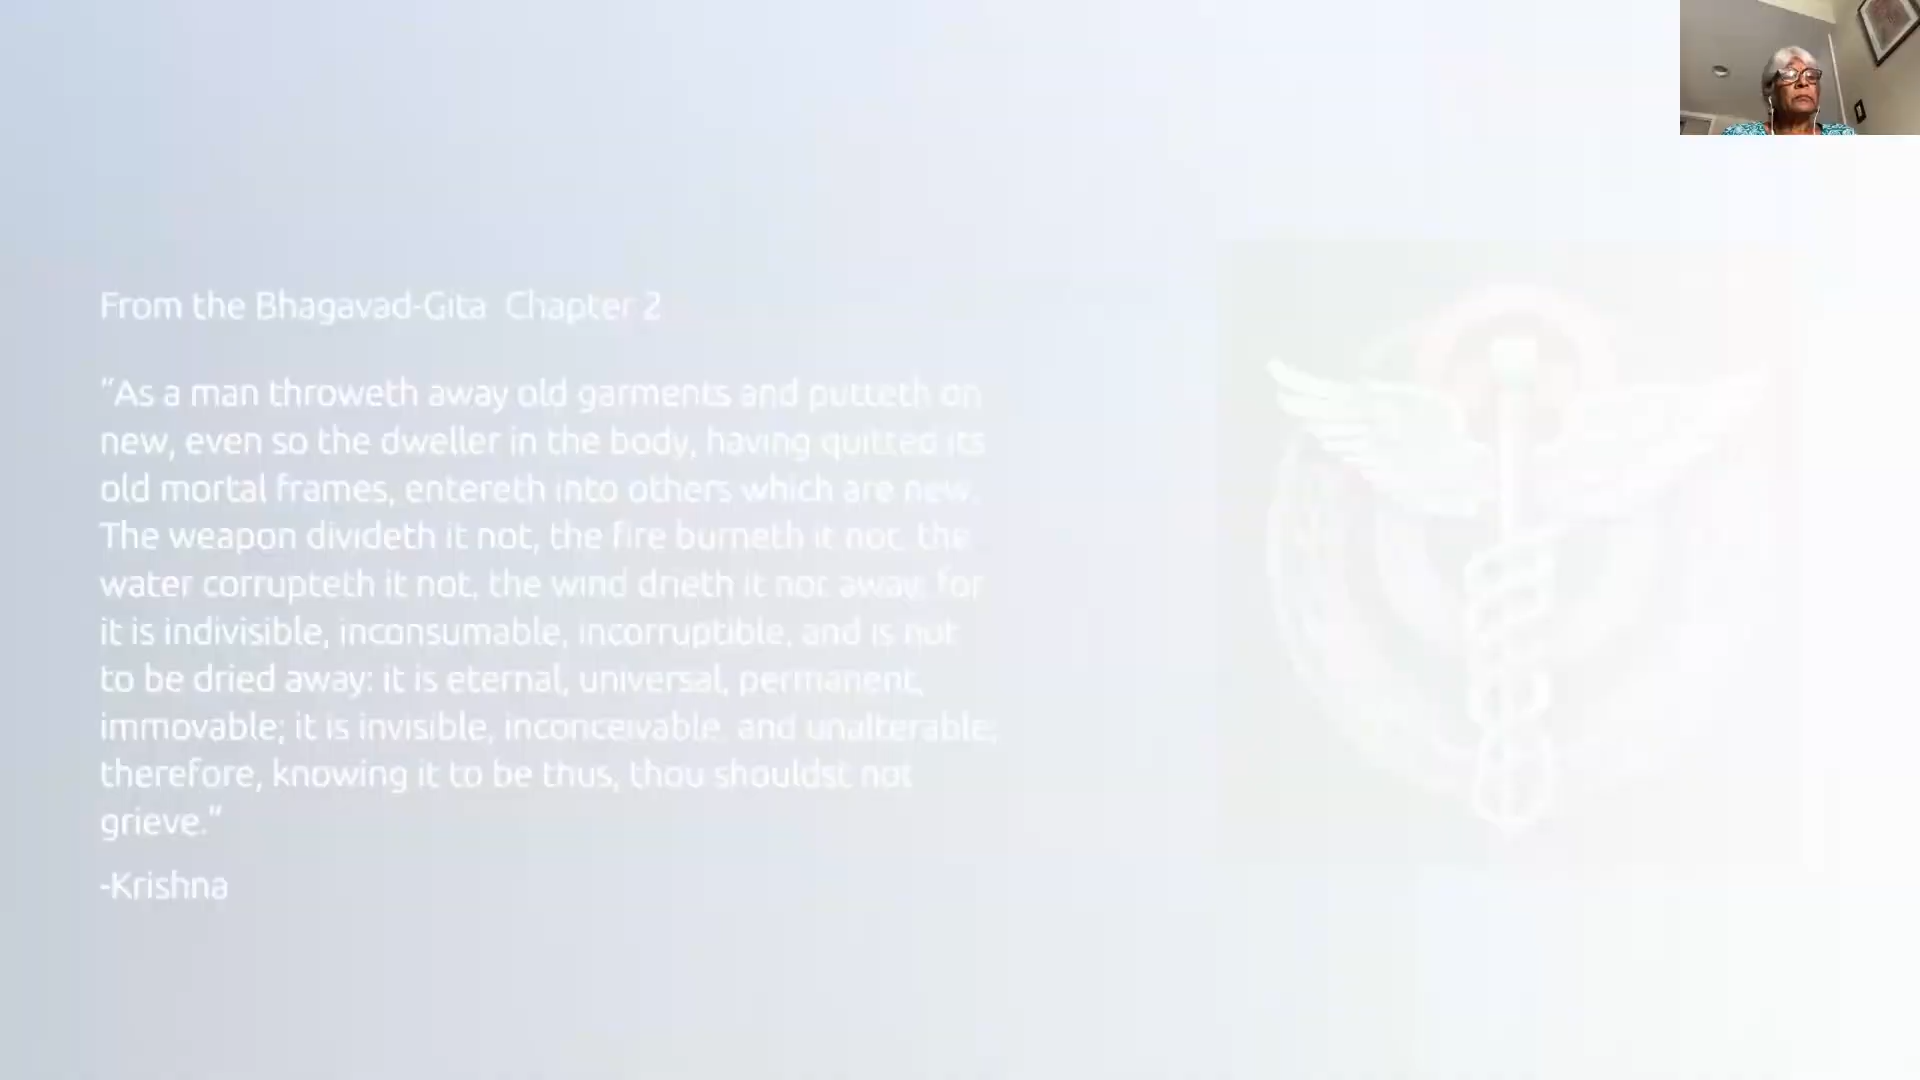 From the Bhagavad-Gita Chapter 2
"As a man throweth away old garments and putteth on
new, even so the dweller in the body, having quitted its
old mortal frames, entereth into others which are new.
The weapon divideth it not, the fire burneth it not, the
water corrupteth it not, the wind drieth it not away; for
it is indivisible, inconsumable, incorruptible, and is not
to be dried away: it is eternal, universal, permanent,
immovable; it is invisible, inconceivable, and unalterable;
therefore, knowing it to be thus, thou shouldst not
grieve."
-Krishna